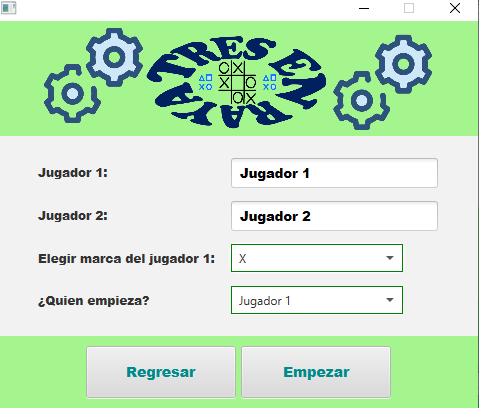 TRES EN
RAYA
Jugador 1: Jugador 1
Jugador 2: Jugador 2
Elegir marca del jugador 1: X
¿Quien empieza? Jugador 1
Regresar Empezar